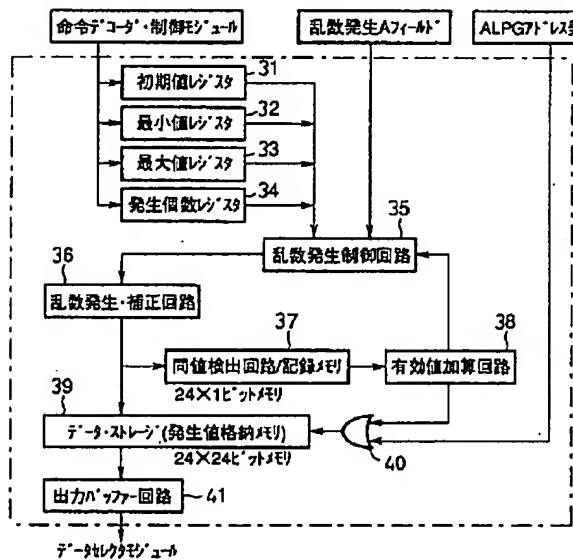 命令デコーダ・制御モジュール
乱数発生Aフィールド
ALPGアドレス
初期値レジスタ
31
最小値レジスタ
32
最大値レジスタ
33
発生個数レジスタ
34
35
乱数発生制御回路
36
乱数発生・補正回路
37
同値検出回路/記録メモリ
24×1ビットメモリ
38
有効値加算回路
39
データ・ストレージ(発生値格納メモリ)
24×24ビットメモリ
40
出力バッファー回路
41
データセレクタモジュール